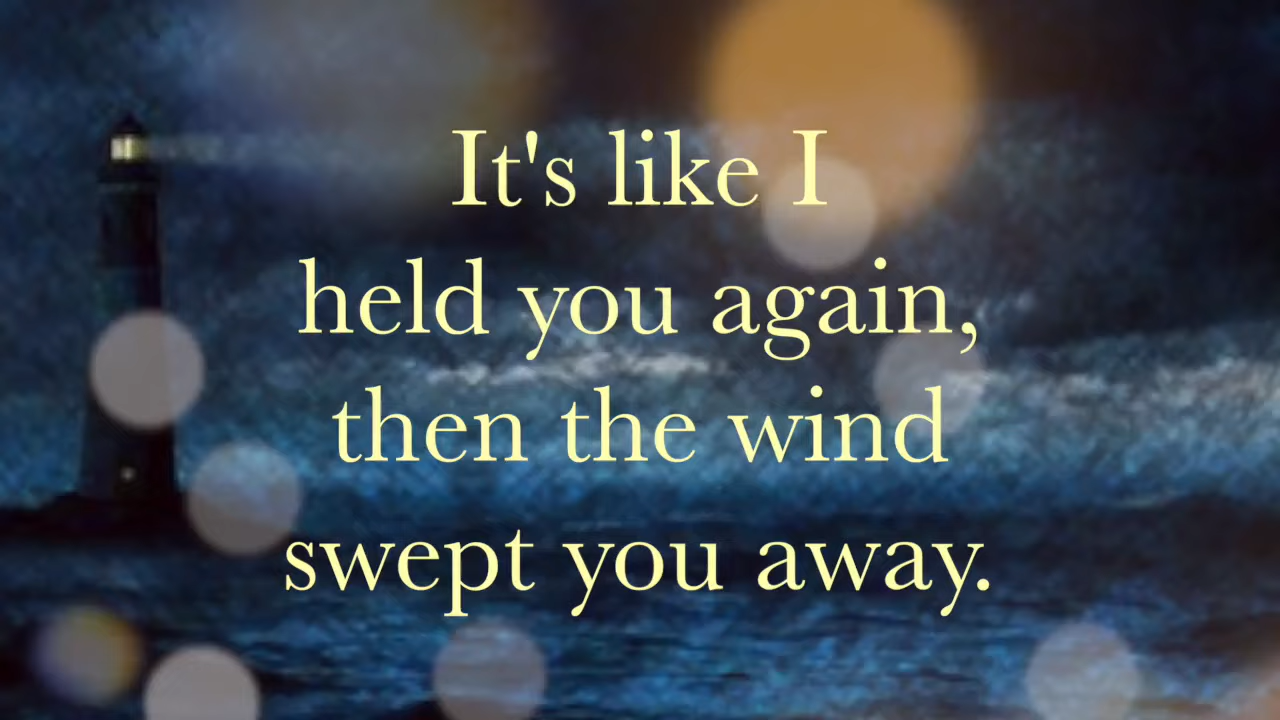 It's like I
held you again,
then the wind
swept you away.